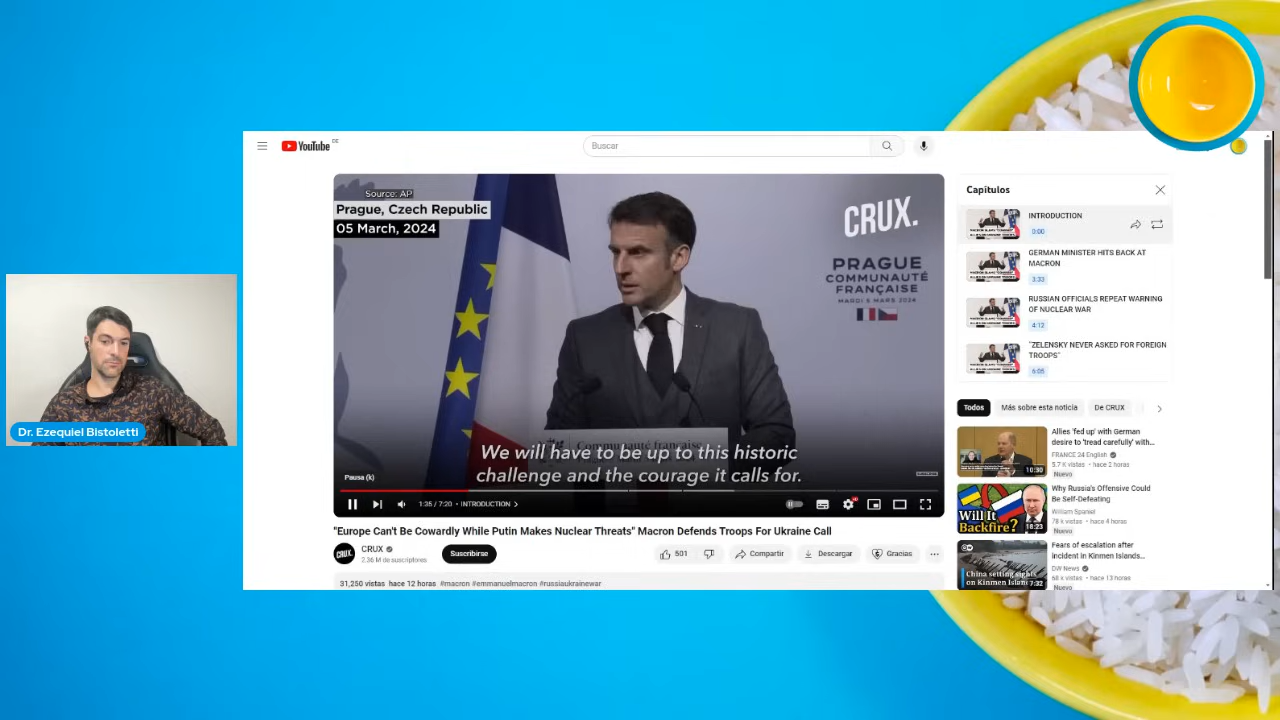 YouTube DE
Buscar
Source: AP
Prague, Czech Republic
05 March, 2024
CRUX.
PRAGUE
COMMUNAUTÉ
FRANÇAISE
MARDI 5 MARS 2024
Communauté française
We will have to be up to this historic
challenge and the courage it calls for.
Pausa (k)
1:35 / 7:20 • INTRODUCTION
"Europe Can't Be Cowardly While Putin Makes Nuclear Threats" Macron Defends Troops For Ukraine Call
CRUX.
CRUX
2.36 M de suscriptores
Suscribirse
501
Compartir
Descargar
Gracias
31,250 vistas hace 12 horas #macron #emmanuelmacron #russiaukrainewar
Capítulos
INTRODUCTION
0:00
GERMAN MINISTER HITS BACK AT
MACRON
3:33
RUSSIAN OFFICIALS REPEAT WARNING
OF NUCLEAR WAR
4:12
"ZELENSKY NEVER ASKED FOR FOREIGN
TROOPS"
6:05
Todos
Más sobre esta noticia
De CRUX
Allies 'fed up' with German
desire to 'tread carefully' with...
FRANCE 24 English
5.7 K vistas • hace 2 horas
Nuevo
10:30
Why Russia's Offensive Could
Be Self-Defeating
William Spaniel
78 k vistas • hace 4 horas
Nuevo
Will It
Backfire?
18:23
Fears of escalation after
incident in Kinmen Islands...
DW News
68 k vistas • hace 13 horas
Nuevo
China setting sights
on Kinmen Islands
7:32
Dr. Ezequiel Bistoletti